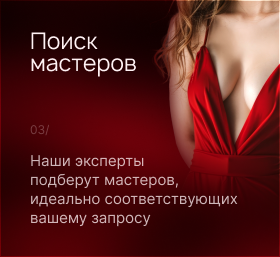 Поиск
мастеров
03/
Наши эксперты
подберут мастеров,
идеально соответствующих
вашему запросу